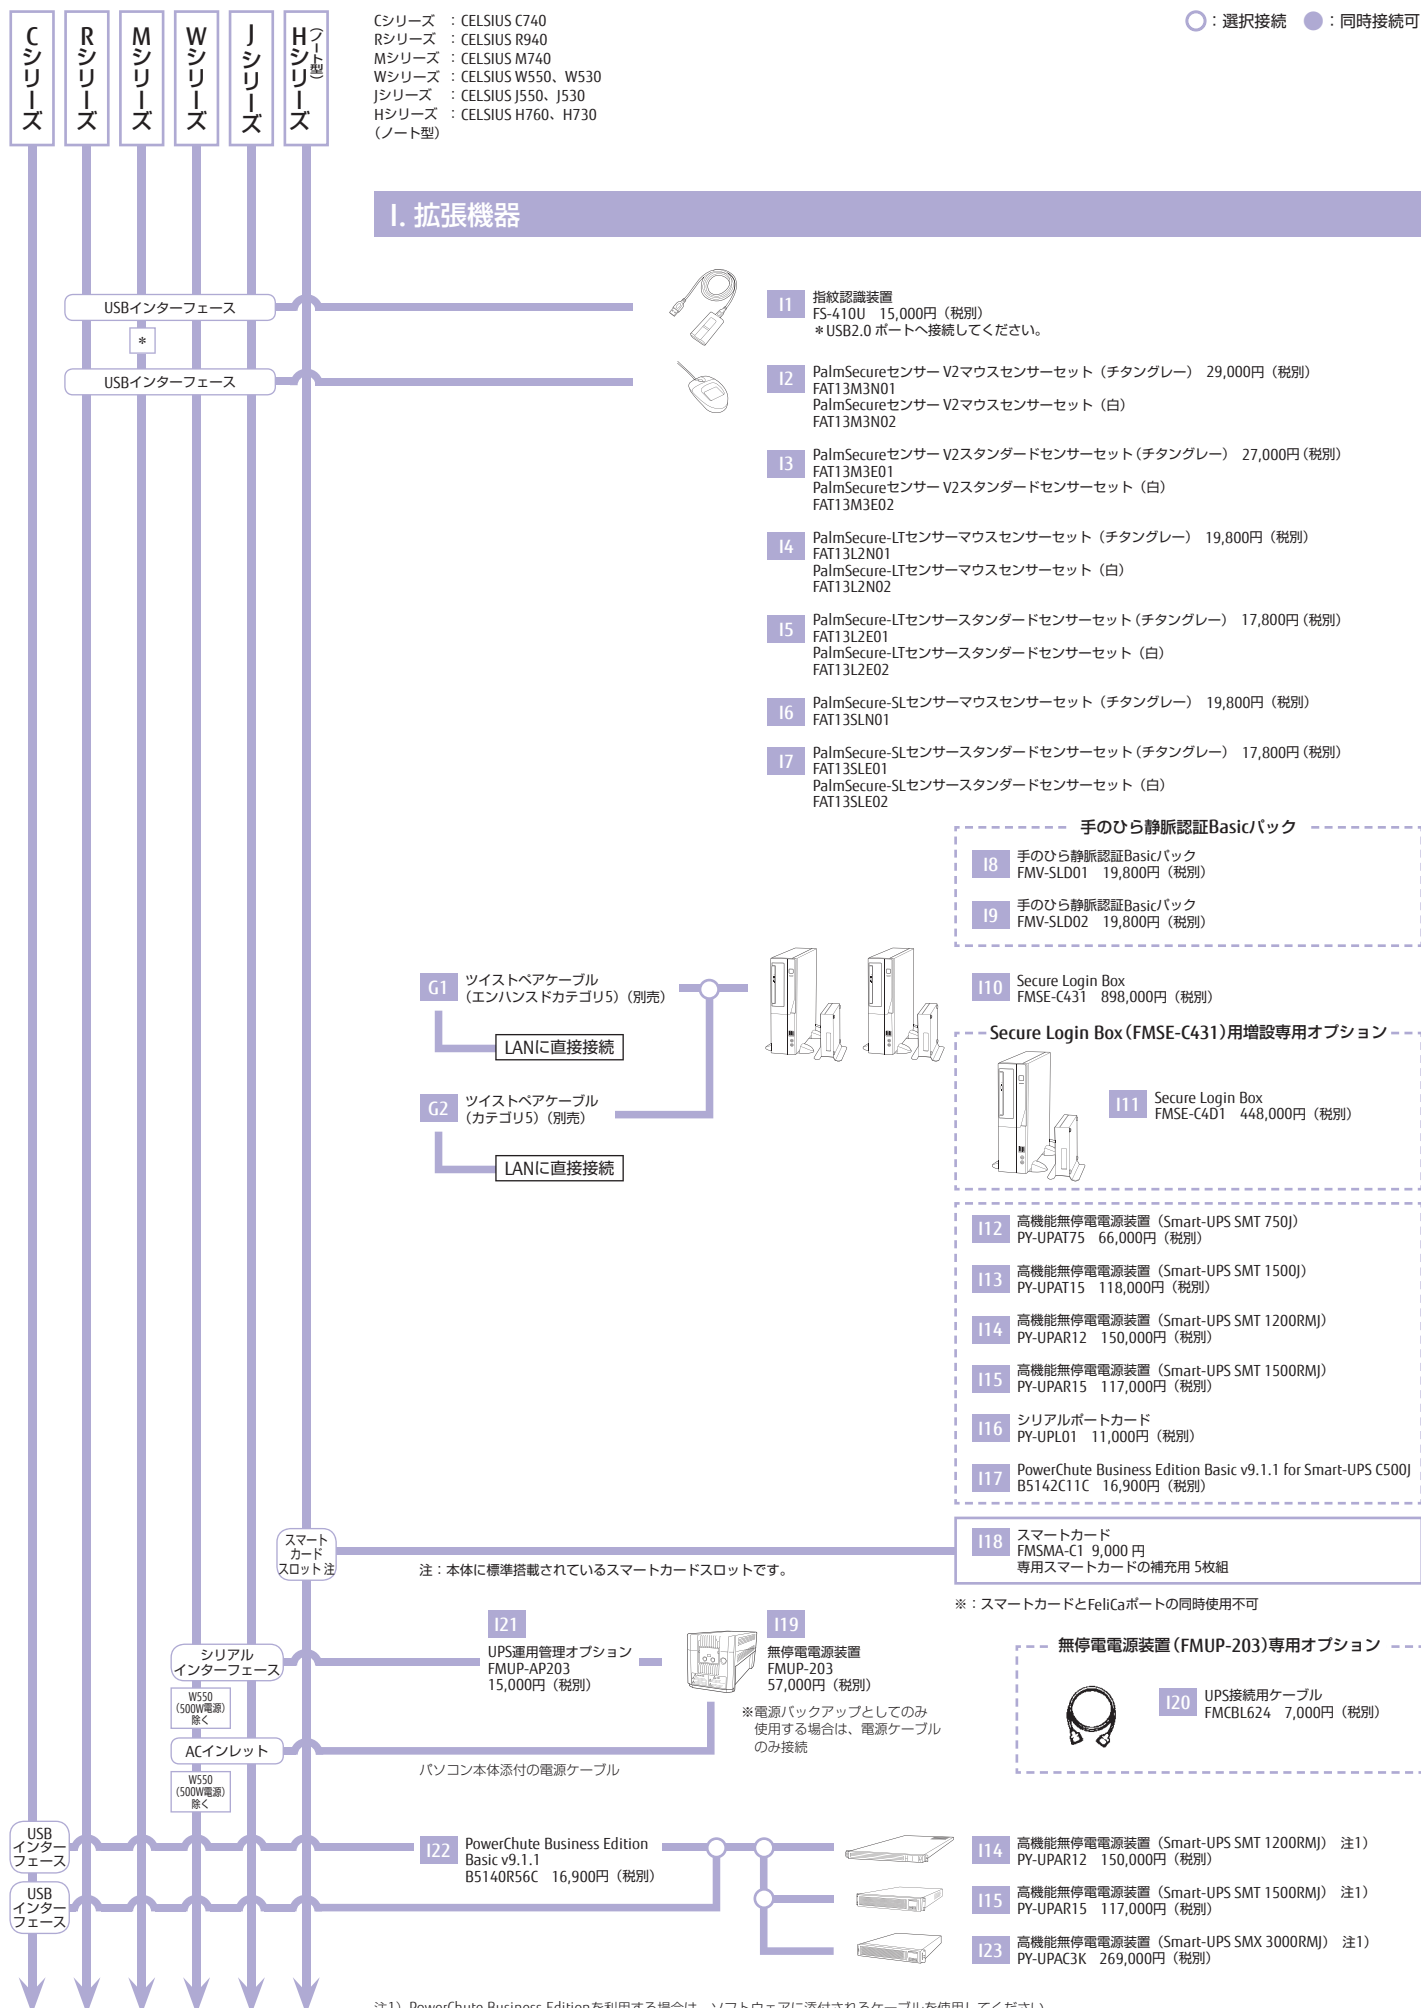 Cシリーズ
Rシリーズ
Mシリーズ
Wシリーズ
Jシリーズ
Hシリーズ
（ノート型）
Cシリーズ ：CELSIUS C740
Rシリーズ ：CELSIUS R940
Mシリーズ ：CELSIUS M740
Wシリーズ ：CELSIUS W550、W530
Jシリーズ ：CELSIUS J550、J530
Hシリーズ ：CELSIUS H760、H730
（ノート型）
：選択接続 ：同時接続可
I. 拡張機器
USBインターフェース
＊
I1 指紋認識装置
FS-410U 15,000円（税別）
＊USB2.0 ポートへ接続してください。
USBインターフェース
I2 PalmSecureセンサー V2マウスセンサーセット（チタングレー） 29,000円（税別）
FAT13M3N01
PalmSecureセンサー V2マウスセンサーセット（白）
FAT13M3N02
I3 PalmSecureセンサー V2スタンダードセンサーセット（チタングレー） 27,000円（税別）
FAT13M3E01
PalmSecureセンサー V2スタンダードセンサーセット（白）
FAT13M3E02
I4 PalmSecure-LTセンサーマウスセンサーセット（チタングレー） 19,800円（税別）
FAT13L2N01
PalmSecure-LTセンサーマウスセンサーセット（白）
FAT13L2N02
I5 PalmSecure-LTセンサースタンダードセンサーセット（チタングレー） 17,800円（税別）
FAT13L2E01
PalmSecure-LTセンサースタンダードセンサーセット（白）
FAT13L2E02
I6 PalmSecure-SLセンサーマウスセンサーセット（チタングレー） 19,800円（税別）
FAT13SLN01
I7 PalmSecure-SLセンサースタンダードセンサーセット（チタングレー） 17,800円（税別）
FAT13SLE01
PalmSecure-SLセンサースタンダードセンサーセット（白）
FAT13SLE02
手のひら静脈認証Basicパック
I8 手のひら静脈認証Basicパック
FMV-SLD01 19,800円（税別）
I9 手のひら静脈認証Basicパック
FMV-SLD02 19,800円（税別）
G1 ツイストペアケーブル
（エンハンスドカテゴリ5）（別売）
LANに直接接続
G2 ツイストペアケーブル
（カテゴリ5）（別売）
LANに直接接続
I10 Secure Login Box
FMSE-C431 898,000円（税別）
Secure Login Box（FMSE-C431）用増設専用オプション
I11 Secure Login Box
FMSE-C4D1 448,000円（税別）
I12 高機能無停電電源装置（Smart-UPS SMT 750J）
PY-UPAT75 66,000円（税別）
I13 高機能無停電電源装置（Smart-UPS SMT 1500J）
PY-UPAT15 118,000円（税別）
I14 高機能無停電電源装置（Smart-UPS SMT 1200RMJ）
PY-UPAR12 150,000円（税別）
I15 高機能無停電電源装置（Smart-UPS SMT 1500RMJ）
PY-UPAR15 117,000円（税別）
I16 シリアルポートカード
PY-UPL01 11,000円（税別）
I17 PowerChute Business Edition Basic v9.1.1 for Smart-UPS C500J
B5142C11C 16,900円（税別）
スマート
カード
スロット 注
注：本体に標準搭載されているスマートカードスロットです。
I18 スマートカード
FMSMA-C1 9,000 円
専用スマートカードの補充用 5枚組
※：スマートカードとFeliCaポートの同時使用不可
シリアル
インターフェース
W550
（500W電源）
除く
I21
UPS運用管理オプション
FMUP-AP203
15,000円（税別）
I19
無停電電源装置
FMUP-203
57,000円（税別）
※電源バックアップとしてのみ
使用する場合は、電源ケーブル
のみ接続
無停電電源装置（FMUP-203）専用オプション
I20 UPS接続用ケーブル
FMCBL624 7,000円（税別）
ACインレット
W550
（500W電源）
除く
パソコン本体添付の電源ケーブル
USB
インター
フェース
USB
インター
フェース
I22 PowerChute Business Edition
Basic v9.1.1
B5140R56C 16,900円（税別）
I14 高機能無停電電源装置（Smart-UPS SMT 1200RMJ） 注1）
PY-UPAR12 150,000円（税別）
I15 高機能無停電電源装置（Smart-UPS SMT 1500RMJ） 注1）
PY-UPAR15 117,000円（税別）
I23 高機能無停電電源装置（Smart-UPS SMX 3000RMJ） 注1）
PY-UPAC3K 269,000円（税別）
注1）PowerChute Business Editionを利用する場合は、ソフトウェアに添付されるケーブルを使用してください。